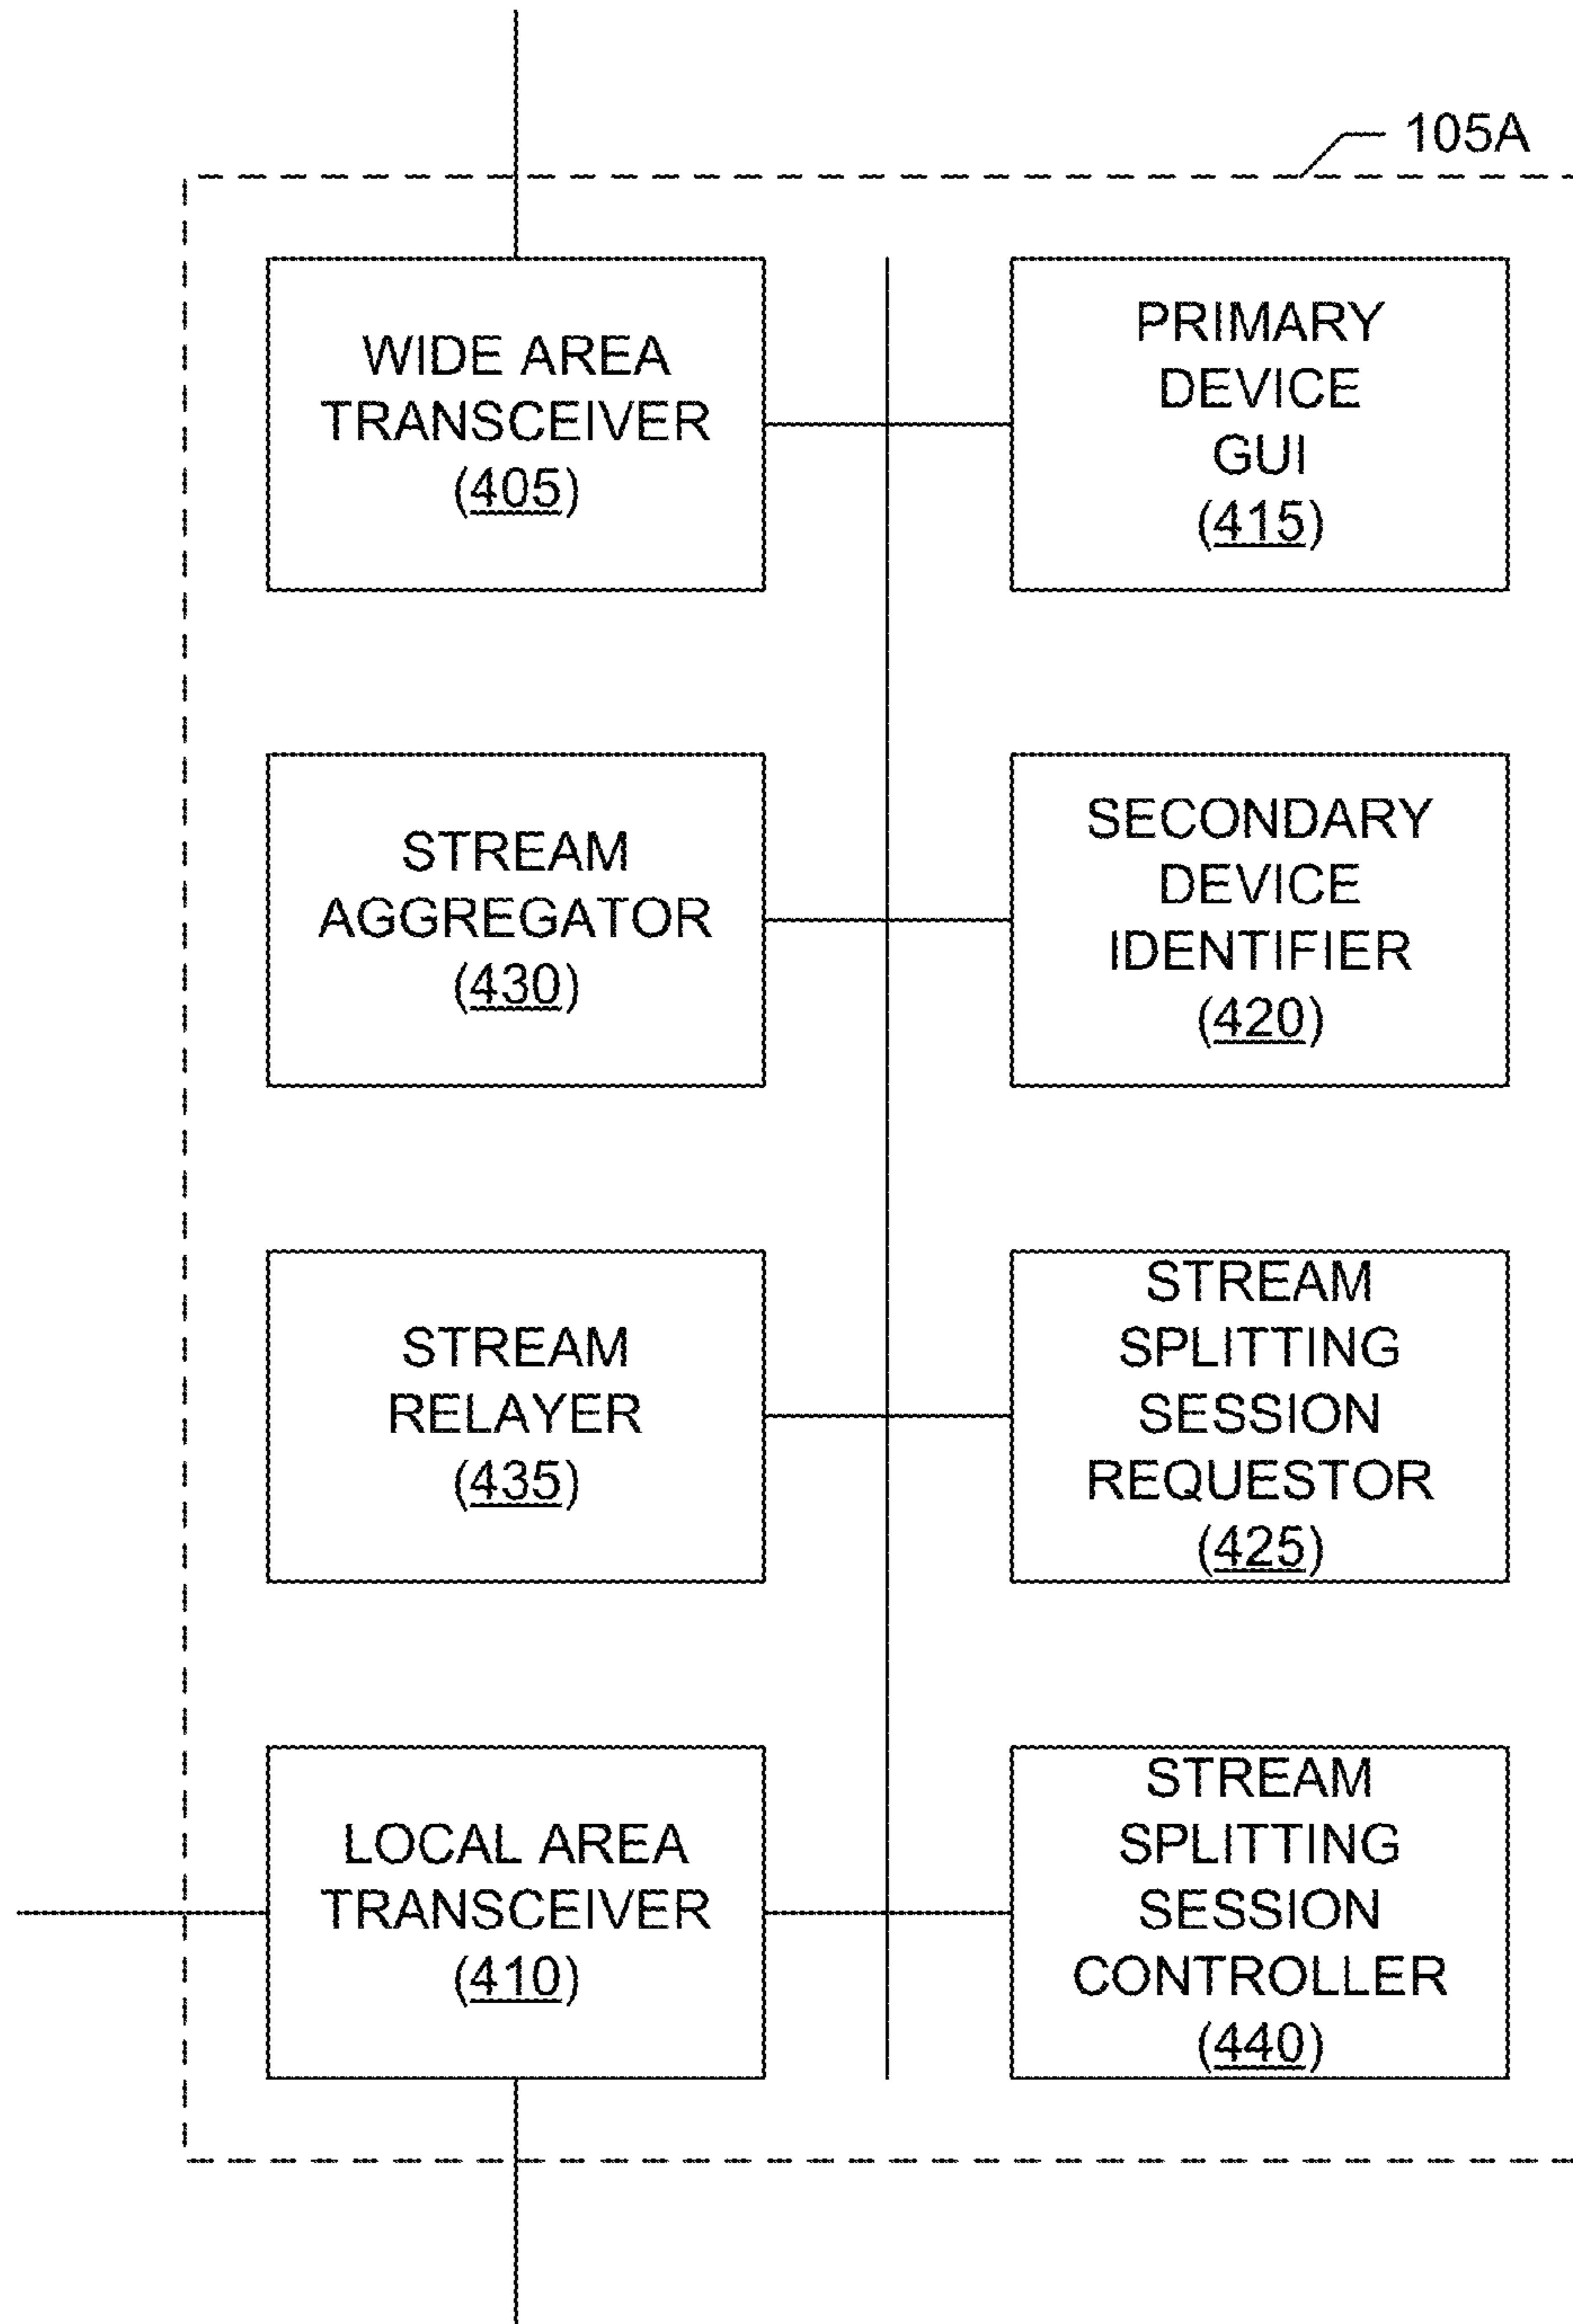 105A
WIDE AREA
TRANSCEIVER
(405)
PRIMARY
DEVICE
GUI
(415)
STREAM
AGGREGATOR
(430)
SECONDARY
DEVICE
IDENTIFIER
(420)
STREAM
RELAYER
(435)
STREAM
SPLITTING
SESSION
REQUESTOR
(425)
LOCAL AREA
TRANSCEIVER
(410)
STREAM
SPLITTING
SESSION
CONTROLLER
(440)